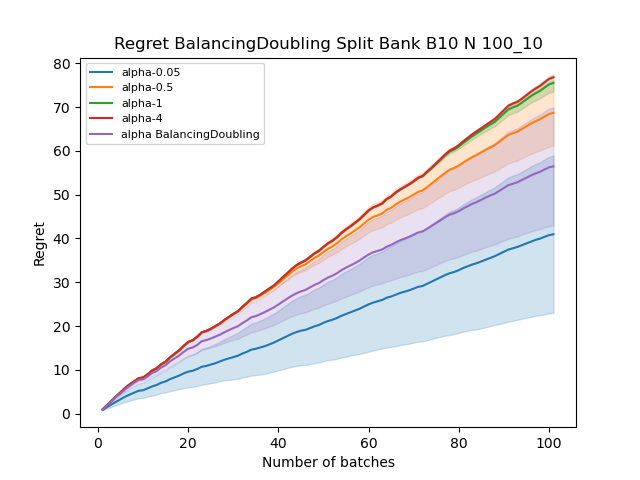 Regret BalancingDoubling Split Bank B10 N 100_10
alpha-0.05
alpha-0.5
alpha-1
alpha-4
alpha BalancingDoubling
80
70
60
50
40
30
20
10
0
Regret
0 20 40 60 80 100
Number of batches